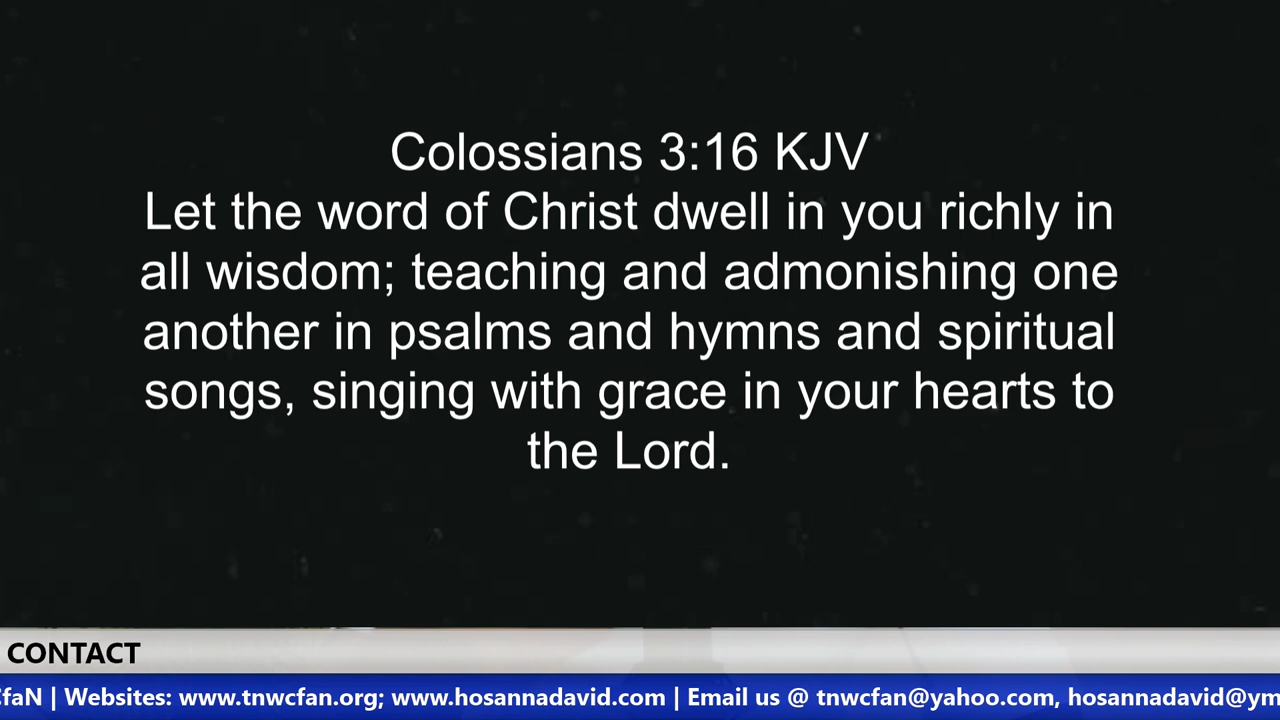 Colossians 3:16 KJV
Let the word of Christ dwell in you richly in
all wisdom; teaching and admonishing one
another in psalms and hymns and spiritual
songs, singing with grace in your hearts to
the Lord.
CONTACT
| Websites: www.tnwcfan.org; www.hosannadavid.com | Email us @ tnwcfan@yahoo.com,